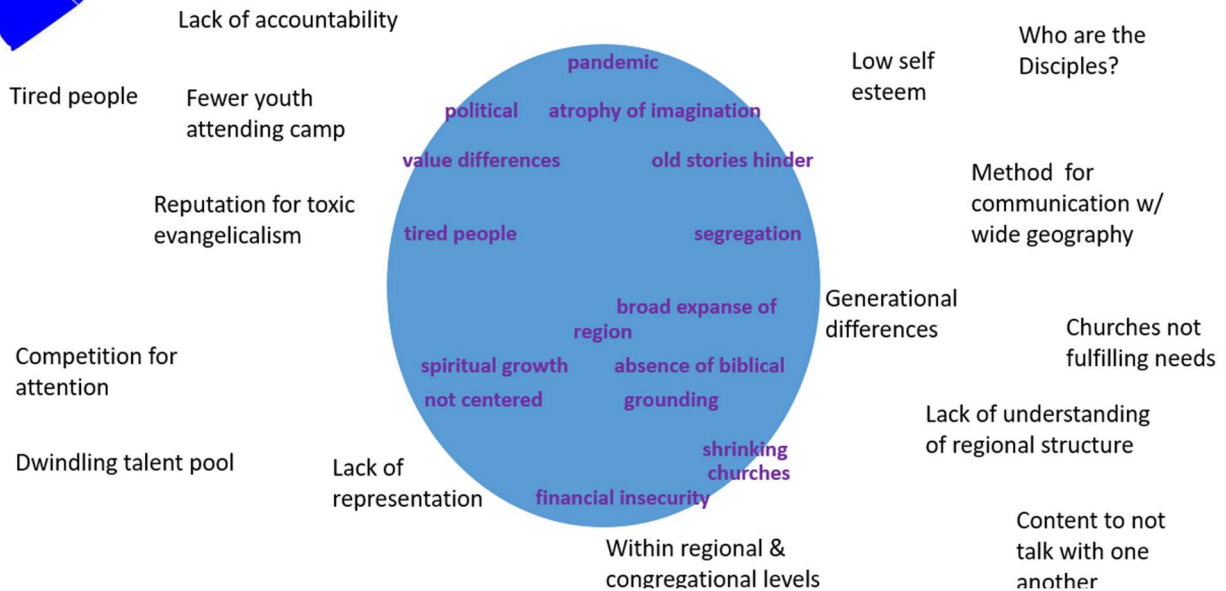 Lack of accountability
Tired people
Fewer youth
attending camp
Reputation for toxic
evangelicalism
Competition for
attention
Dwindling talent pool
Lack of
representation
pandemic
political atrophy of imagination
value differences old stories hinder
tired people segregation
broad expanse of
region
spiritual growth absence of biblical
not centered grounding
shrinking
churches
financial insecurity
Within regional &
congregational levels
Low self
esteem
Who are the
Disciples?
Method for
communication w/
wide geography
Generational
differences
Churches not
fulfilling needs
Lack of understanding
of regional structure
Content to not
talk with one
another